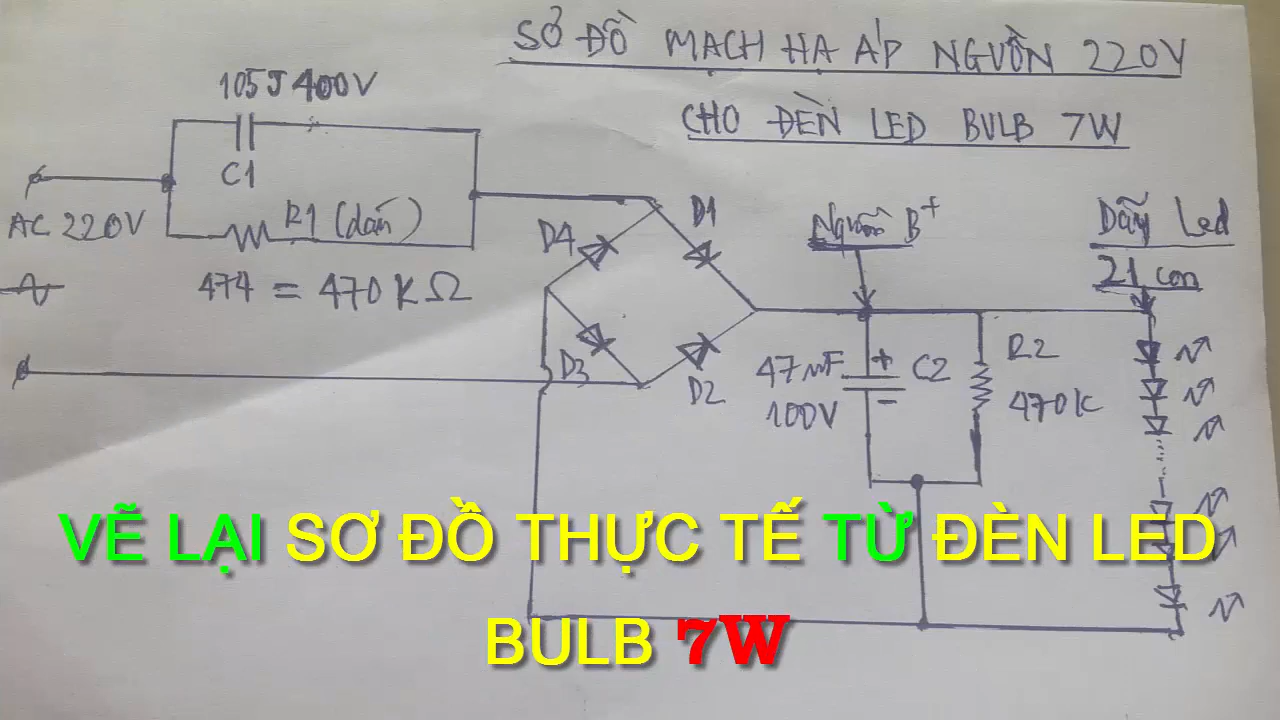 SƠ ĐỒ MẠCH HẠ ÁP NGUỒN 220V
CHO ĐÈN LED BULB 7W
105J 400V
C1
AC 220V
R1 (dán)
474 = 470KΩ
D4
D1
D3
D2
Nguồn B+
Dãy Led
21 con
47mF
100V
+
-
C2
R2
470K
VẼ LẠI SƠ ĐỒ THỰC TẾ TỪ ĐÈN LED
BULB 7W